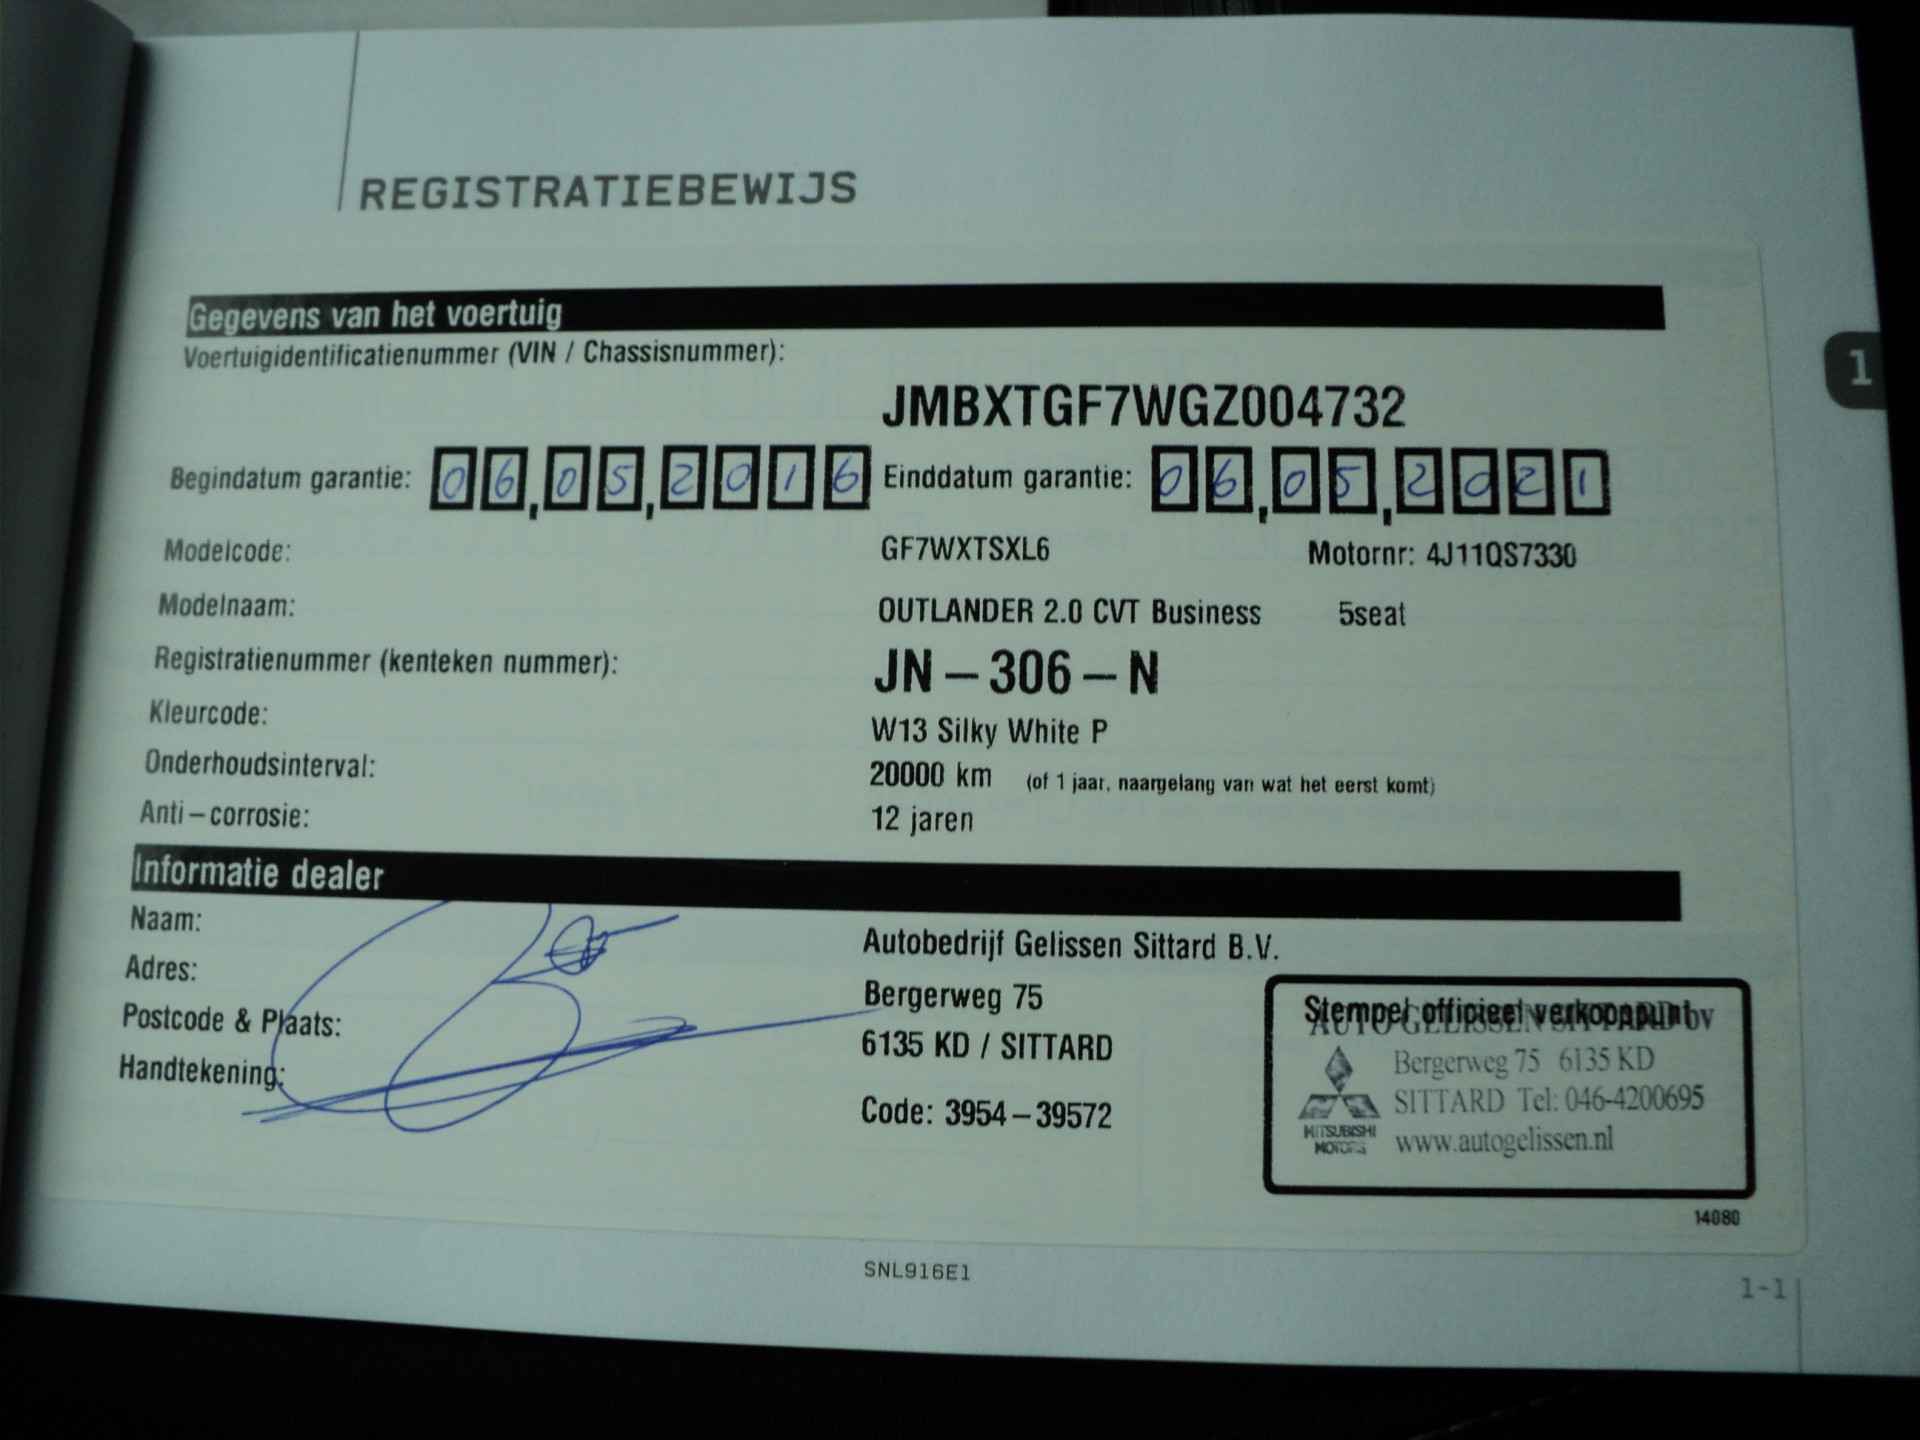 REGISTRATIEBEWIJS
Gegevens van het voertuig
Voertuigidentificatienummer (VIN / Chassisnummer):
1
JMBXTGF7WGZ004732
Begindatum garantie: 06,05,2016 Einddatum garantie: 06,05,2021
Modelcode: GF7WXTSXL6 Motornr: 4J11QS7330
Modelnaam: OUTLANDER 2.0 CVT Business 5seat
Registratienummer (kenteken nummer): JN-306-N
Kleurcode: W13 Silky White P
Onderhoudsinterval: 20000 km (of 1 jaar, naargelang van wat het eerst komt)
Anti-corrosie: 12 jaren
Informatie dealer
Naam: Autobedrijf Gelissen Sittard B.V.
Adres: Bergerweg 75
Postcode & Plaats: 6135 KD / SITTARD
Handtekening:
Code: 3954-39572
Stempel officieel verkooppunt
AUTO GELISSEN SITTARD bv
Bergerweg 75 6135 KD
SITTARD Tel: 046-4200695
MITSUBISHI
MOTORS
www.autogelissen.nl
14080
SNL916E1
1-1